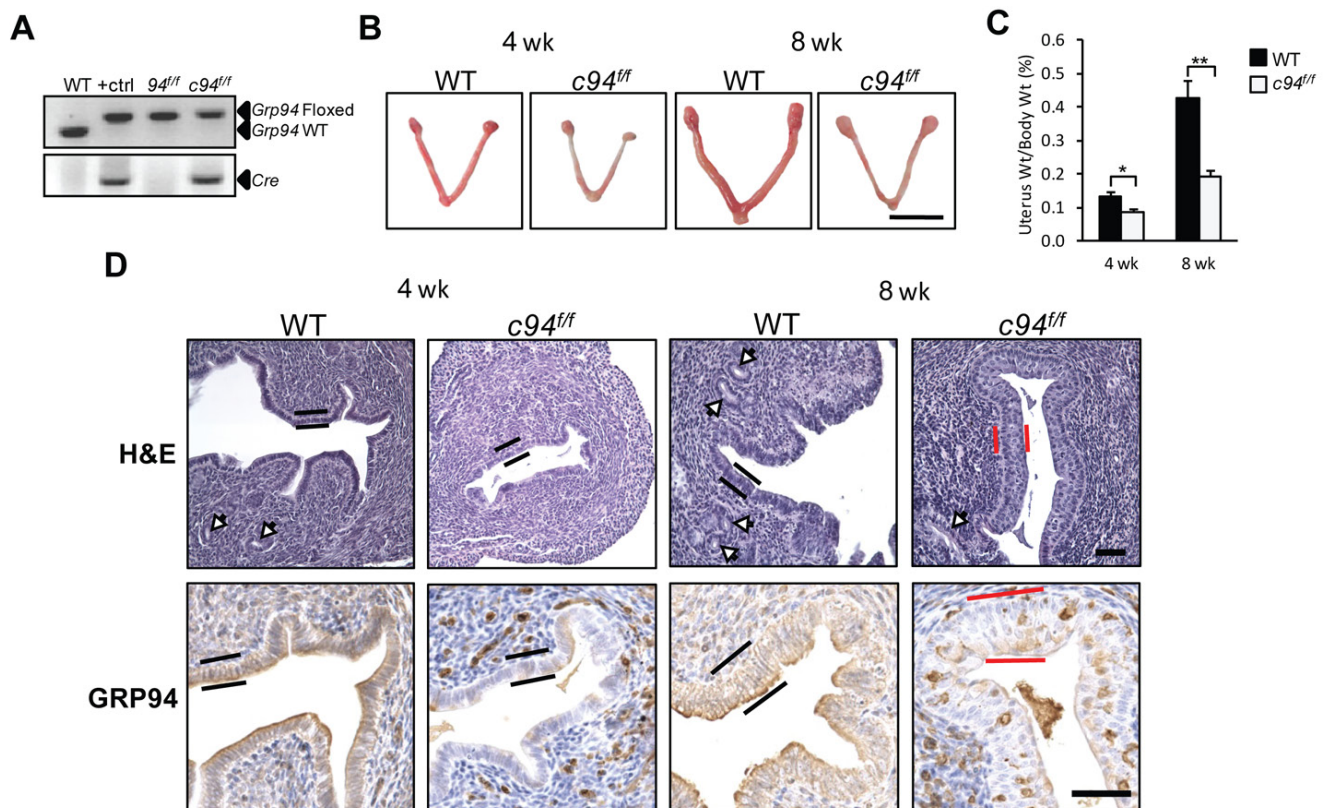 A
WT +ctrl 94f/f c94f/f
Grp94 Floxed
Grp94 WT
Cre
B
4 wk 8 wk
WT c94f/f WT c94f/f
C
Uterus Wt/Body Wt (%)
0.6
0.5
0.4
0.3
0.2
0.1
0.0
* **
4 wk 8 wk
WT
c94f/f
D
4 wk 8 wk
WT c94f/f WT c94f/f
H&E
GRP94